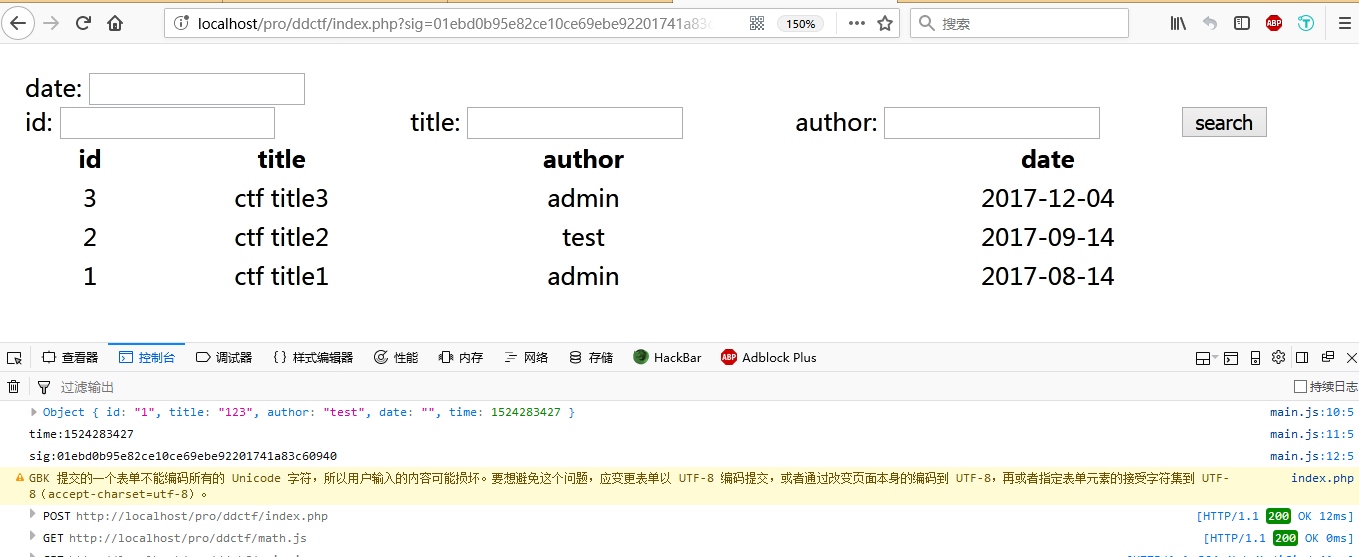 localhost/pro/ddctf/index.php?sig=01ebd0b95e82ce10ce69ebe92201741a83c 150% 搜索
date:
id: title: author: search
id title author date
3 ctf title3 admin 2017-12-04
2 ctf title2 test 2017-09-14
1 ctf title1 admin 2017-08-14
查看器 控制台 调试器 {} 样式编辑器 性能 内存 网络 存储 HackBar ABP Adblock Plus
过滤输出 持续日志
Object { id: "1", title: "123", author: "test", date: "", time: 1524283427 } main.js:10:5
time:1524283427 main.js:11:5
sig:01ebd0b95e82ce10ce69ebe92201741a83c60940 main.js:12:5
GBK 提交的一个表单不能编码所有的 Unicode 字符，所以用户输入的内容可能损坏。要想避免这个问题，应变更表单以 UTF-8 编码提交，或者通过改变页面本身的编码到 UTF-8，再或者指定表单元素的接受字符集到 UTF- index.php
8（accept-charset=utf-8）。
POST http://localhost/pro/ddctf/index.php [HTTP/1.1 200 OK 12ms]
GET http://localhost/pro/ddctf/math.js [HTTP/1.1 200 OK 0ms]